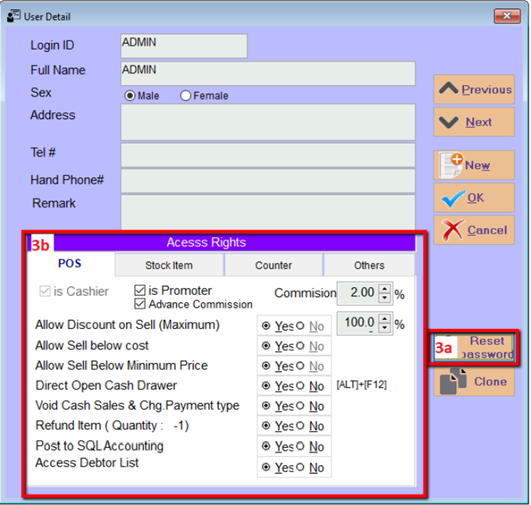 User Detail
Login ID ADMIN
Full Name ADMIN
Sex Male Female
Address
Tel #
Hand Phone#
Remark
Previous
Next
New
OK
Cancel
3b Acesss Rights
POS Stock Item Counter Others
is Cashier is Promoter Commision 2.00 %
Advance Commission
Allow Discount on Sell (Maximum) Yes No 100.0 %
Allow Sell below cost Yes No
Allow Sell Below Minimum Price Yes No
Direct Open Cash Drawer Yes No [ALT]+[F12]
Void Cash Sales & Chg.Payment type Yes No
Refund Item ( Quantity : -1) Yes No
Post to SQL Accounting Yes No
Access Debtor List Yes No
3a Reset
password
Clone